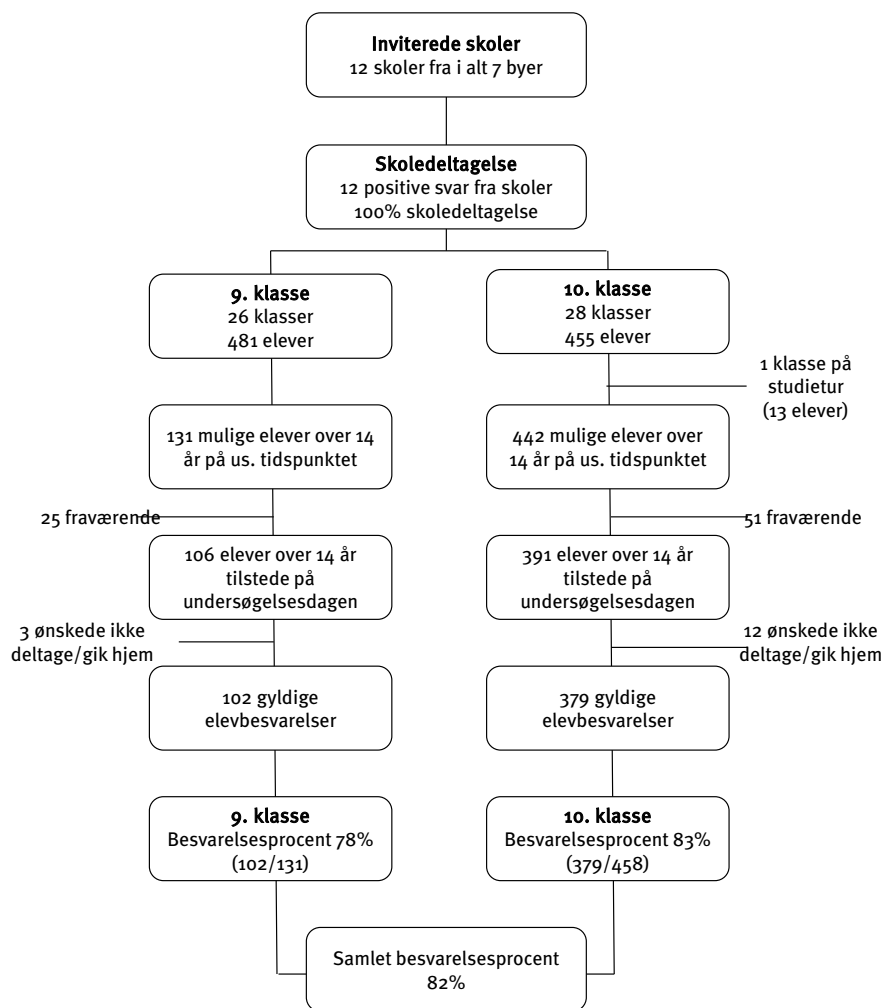 Inviterede skoler
12 skoler fra i alt 7 byer
Skoledeltagelse
12 positive svar fra skoler
100% skoledeltagelse
9. klasse
26 klasser
481 elever
10. klasse
28 klasser
455 elever
1 klasse på
studietur
(13 elever)
131 mulige elever over 14
år på us. tidspunktet
442 mulige elever over
14 år på us. tidspunktet
25 fraværende
51 fraværende
106 elever over 14 år
tilstede på
undersøgelsesdagen
391 elever over 14 år
tilstede på
undersøgelsesdagen
3 ønskede ikke
deltage/gik hjem
12 ønskede ikke
deltage/gik hjem
102 gyldige
elevbesvarelser
379 gyldige
elevbesvarelser
9. klasse
Besvarelsesprocent 78%
(102/131)
10. klasse
Besvarelsesprocent 83%
(379/458)
Samlet besvarelsesprocent
82%